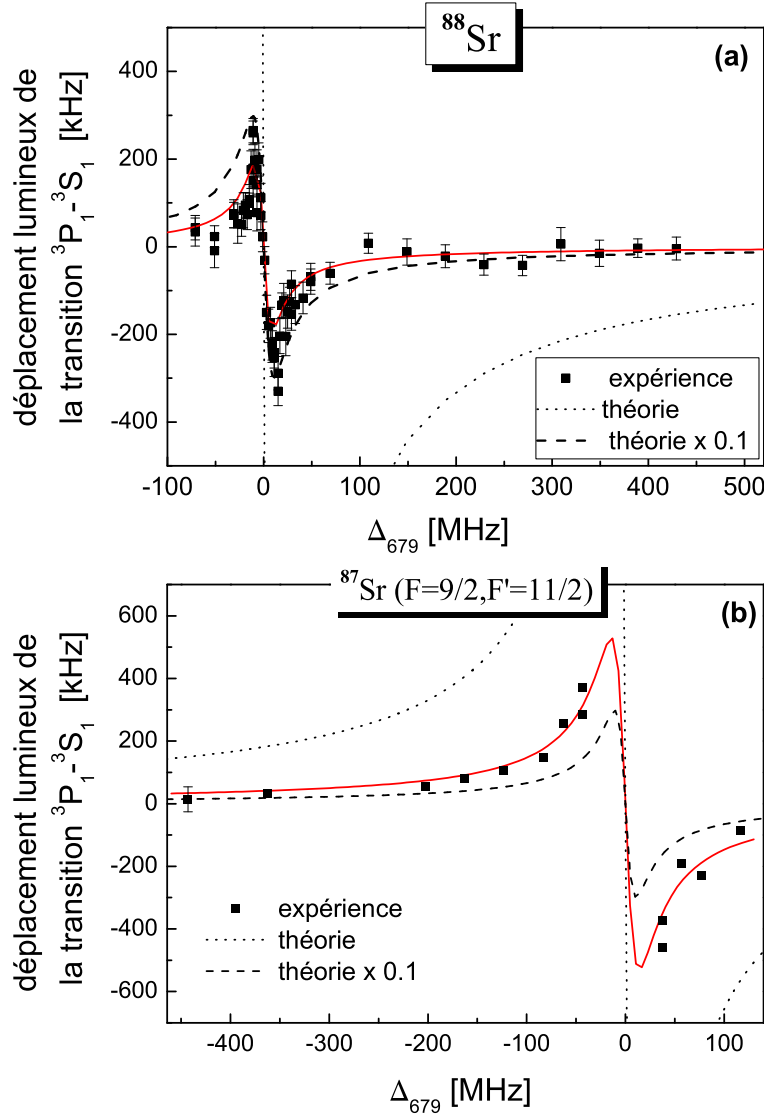 ⁸⁸Sr
(a)
déplacement lumineux de
la transition ³P₁-³S₁ [kHz]
400
200
0
-200
-400
expérience
théorie
théorie x 0.1
-100 0 100 200 300 400 500
Δ₆₇₉ [MHz]
⁸⁷Sr (F=9/2,F'=11/2)
(b)
déplacement lumineux de
la transition ³P₁-³S₁ [kHz]
600
400
200
0
-200
-400
-600
expérience
théorie
théorie x 0.1
-400 -300 -200 -100 0 100
Δ₆₇₉ [MHz]